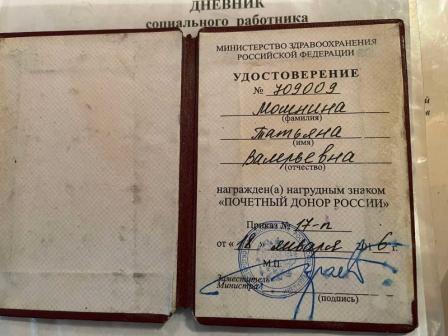 ДНЕВНИК
социального работника
МИНИСТЕРСТВО ЗДРАВООХРАНЕНИЯ
РОССИЙСКОЙ ФЕДЕРАЦИИ
УДОСТОВЕРЕНИЕ
№ 709009
Мошнина
(фамилия)
Татьяна
(имя)
Валерьевна
(отчество)
награжден(а) нагрудным знаком
«ПОЧЕТНЫЙ ДОНОР РОССИИ»
Приказ № 17-п
от « 18 » января 2016 г.
М.П.
Заместитель
Министра
(подпись)